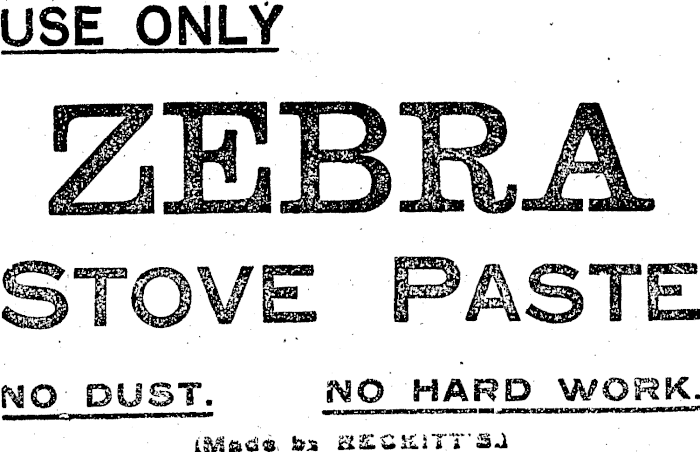 USE ONLY
ZEBRA
STOVE PASTE
NO DUST. NO HARD WORK.
(Made by RECKITT'S.)